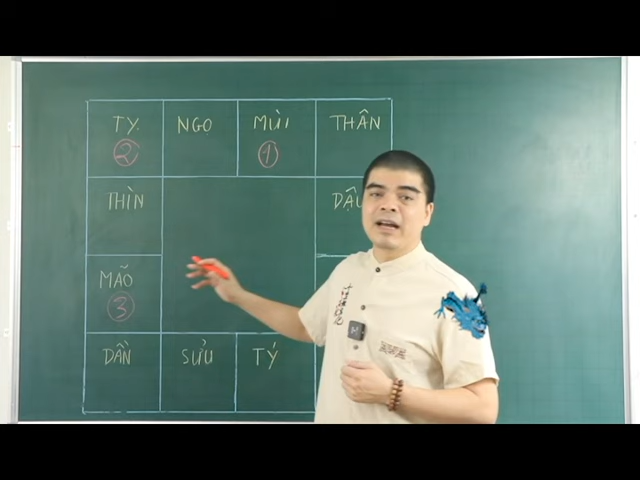 TỴ. NGO MÙI THÂN
② ①
THÌN DẬU
MÃO
③
DẦN SỬU TÝ